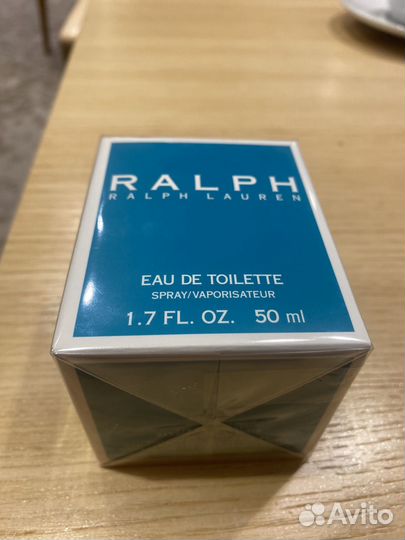 RALPH
RALPH LAUREN
EAU DE TOILETTE
SPRAY/VAPORISATEUR
1.7 FL. OZ. 50 ml
Avito